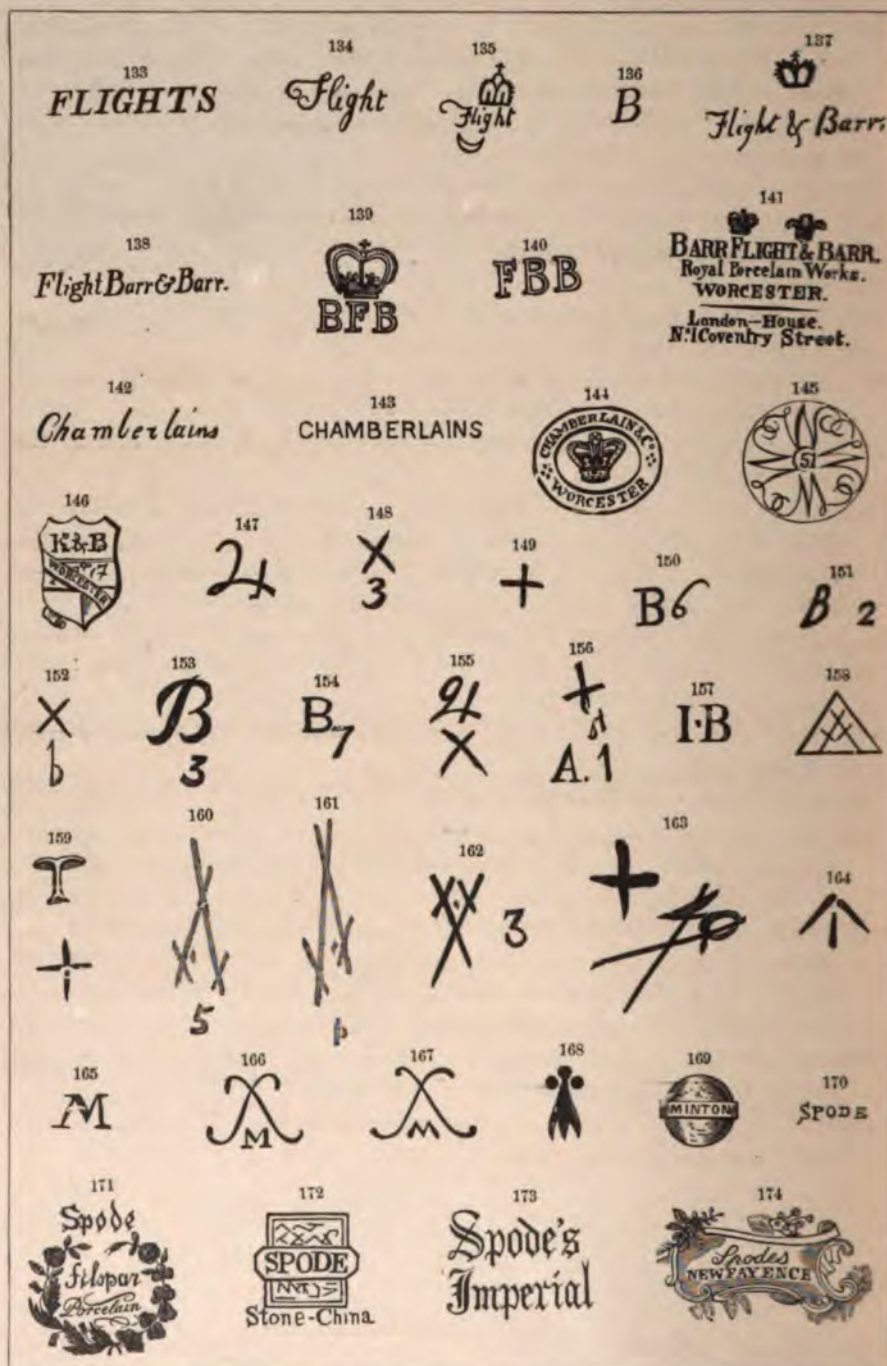 133
FLIGHTS
134
Flight
135
Flight
136
B
137
Flight & Barr.
138
Flight Barr & Barr.
139
BFB
140
FBB
141
BARR FLIGHT & BARR.
Royal Porcelain Works.
WORCESTER.
London-House.
N.º 1 Coventry Street.
142
Chamberlains
143
CHAMBERLAINS
144
CHAMBERLAIN & Cº
WORCESTER
145
51
146
K&B
WORCESTER
147
148
X
3
149
+
150
B6
151
B 2
152
X
b
153
B
3
154
B7
155
X
156
+
A.1
157
I·B
158
159
T
+
160
5
161
162
3
163
+
164
165
M
166
M
167
M
168
169
MINTON
170
SPODE
171
Spode
filspar
Porcelain
172
SPODE
Stone-China
173
Spode's
Imperial
174
Spodes
NEW FAYENCE